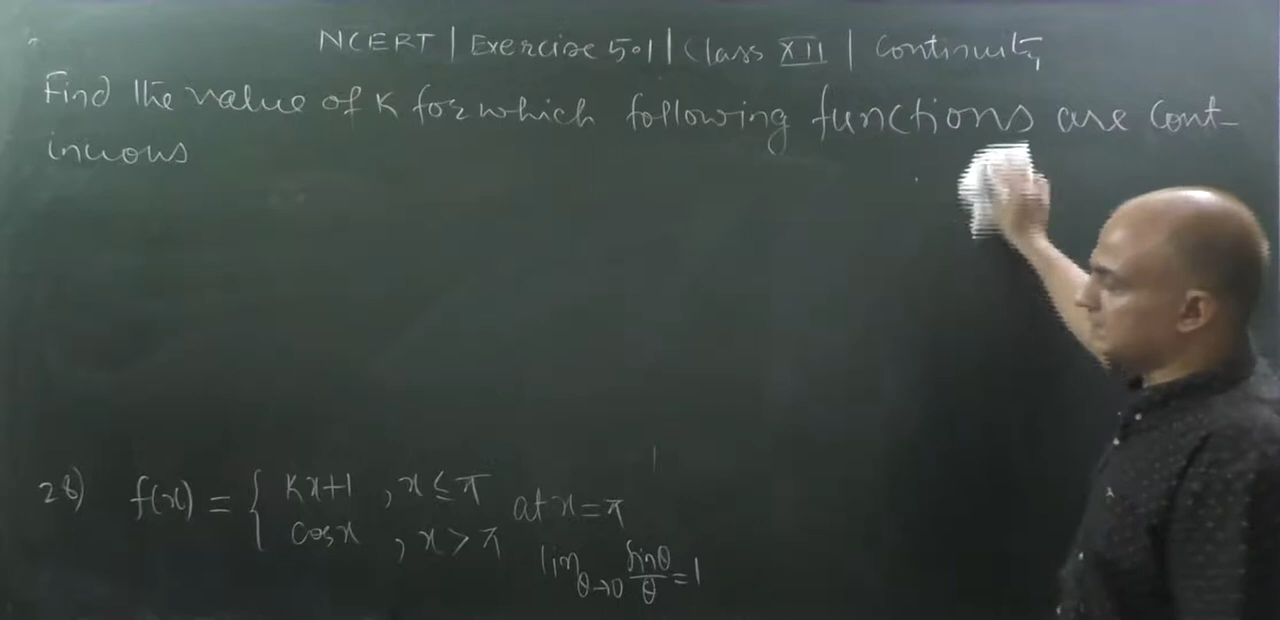 NCERT | Exercise 5.1 | Class XII | Continuity
Find the value of K for which following functions are cont-
inuous
28) f(x) = { Kx+1 , x ≤ π
cosx , x > π
at x = π
lim θ→0 sinθ/θ = 1